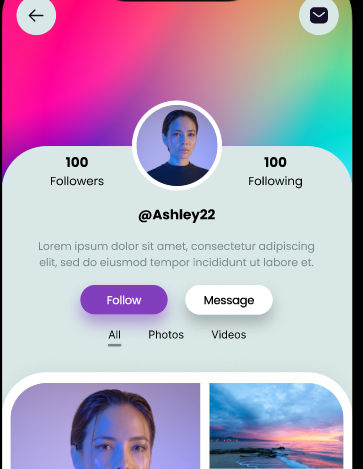 100
100
Followers
Following
@Ashley22
Lorem ipsum dolor sit amet, consectetur adipiscing
elit, sed do eiusmod tempor incididunt ut labore et.
Follow
Message
All
Photos
Videos